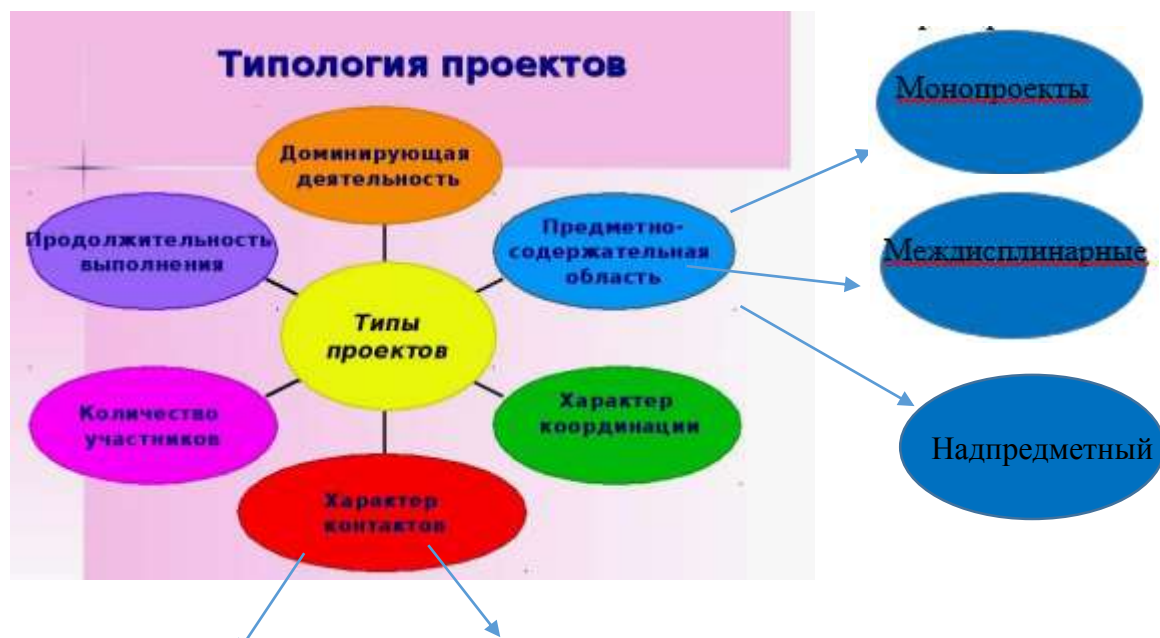 Типология проектов
Доминирующая
деятельность
Продолжительность
выполнения
Предметно-
содержательная
область
Типы
проектов
Количество
участников
Характер
координации
Характер
контактов
Монопроекты
Междисплинарные
Надпредметный